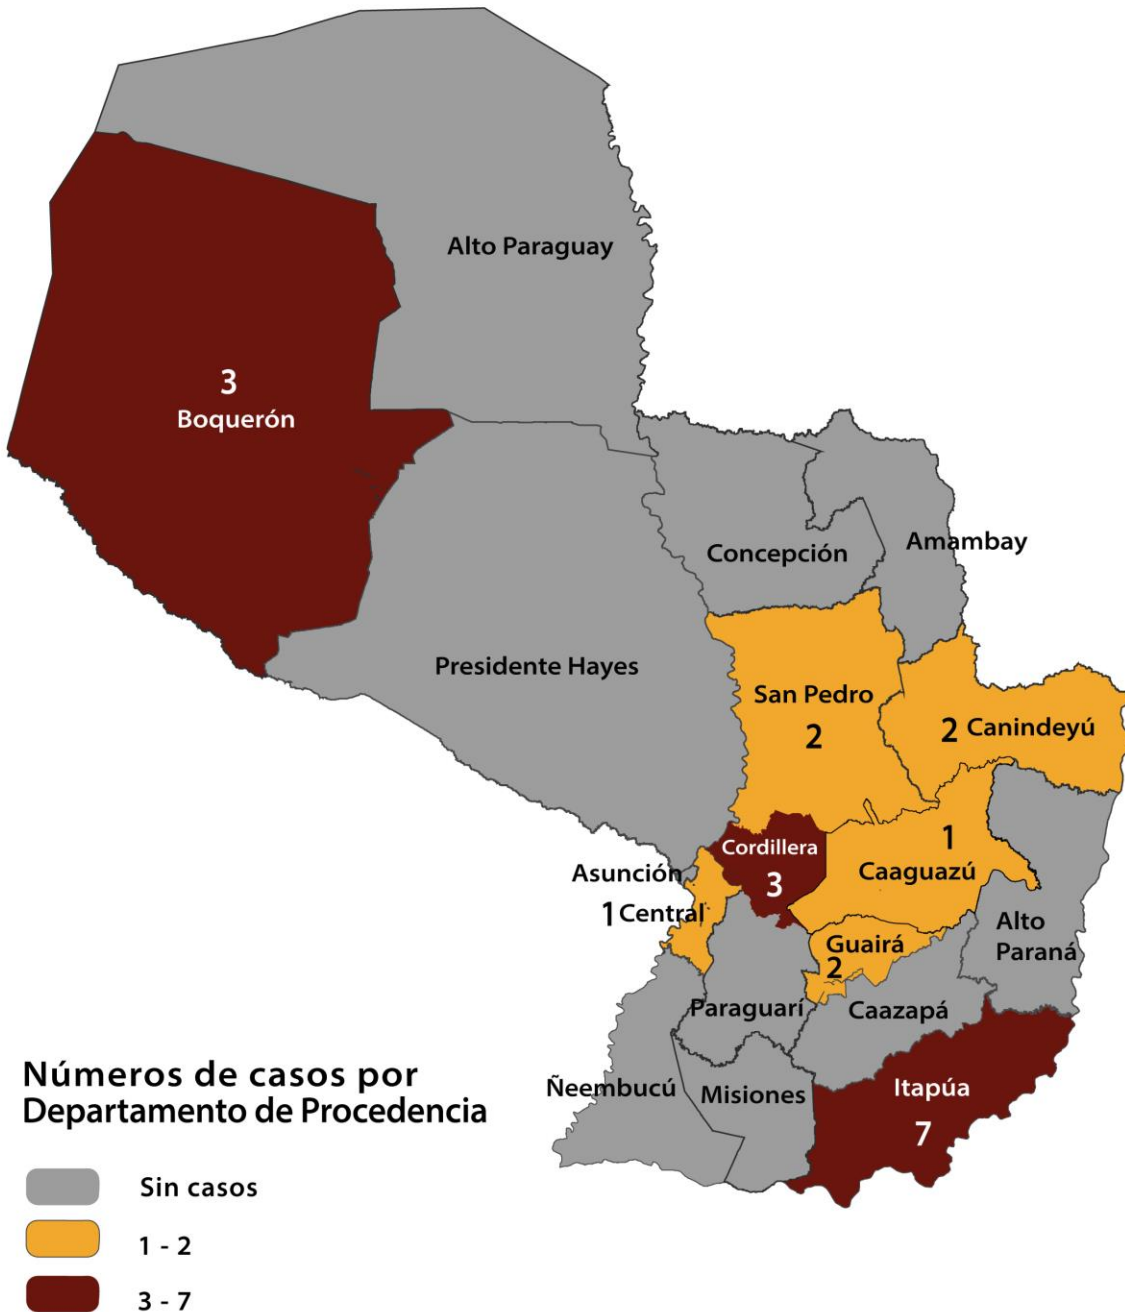 Alto Paraguay
3
Boquerón
Concepción
Amambay
Presidente Hayes
San Pedro
2
2 Canindeyú
Cordillera
3
1
Caaguazú
Asunción
1 Central
Guairá
2
Alto
Paraná
Paraguarí
Caazapá
Ñeembucú
Misiones
Itapúa
7
Números de casos por
Departamento de Procedencia
Sin casos
1 - 2
3 - 7